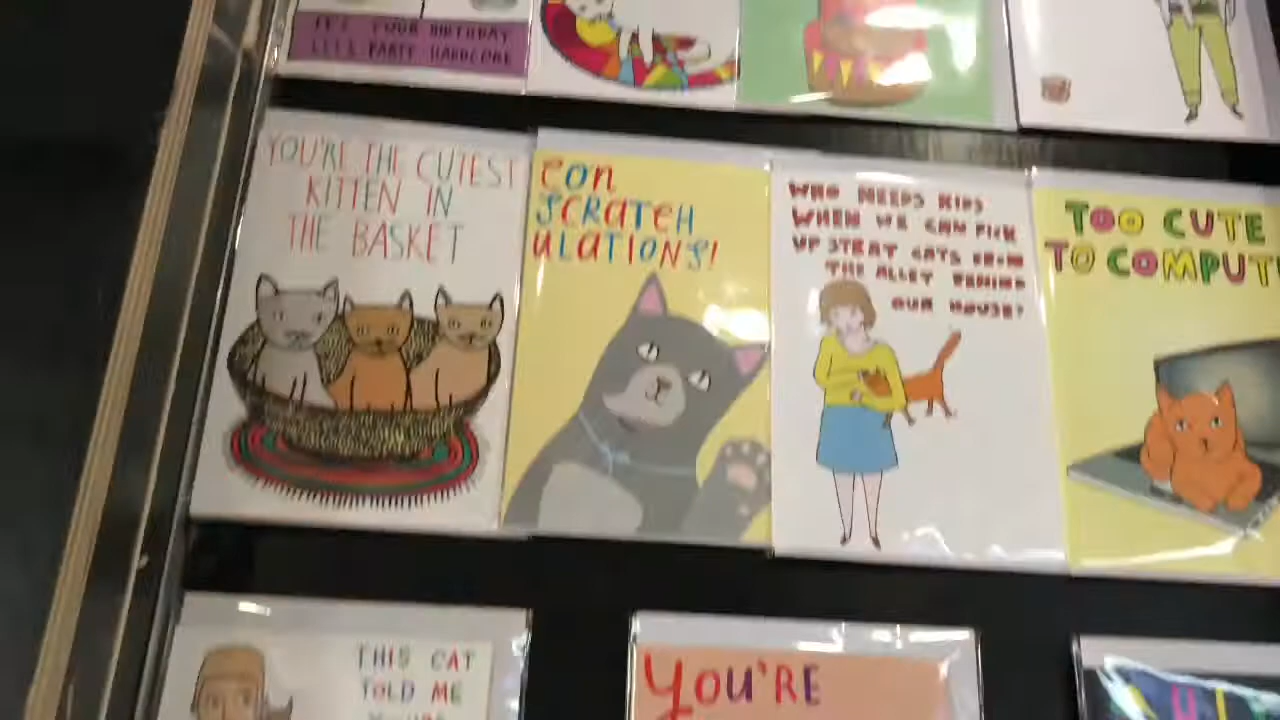 IT'S YOUR BIRTHDAY
LET'S PARTY HARDCORE
YOU'RE THE CUTEST
KITTEN IN
THE BASKET
CON
SCRATCH
ULATIONS!
WHO NEEDS KIDS
WHEN WE CAN PICK
UP STRAY CATS FROM
THE ALLEY BEHIND
OUR HOUSE?
TOO CUTE
TO COMPUT
THIS CAT
TOLD ME
YOU'RE